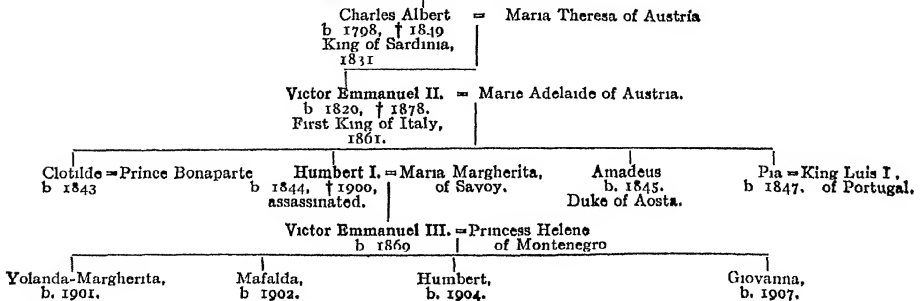 Charles Albert = Maria Theresa of Austria
b 1798, † 1849
King of Sardinia,
1831
Victor Emmanuel II. = Marie Adelaide of Austria.
b 1820, † 1878.
First King of Italy,
1861.
Clotilde = Prince Bonaparte
b 1843
Humbert I. = Maria Margherita,
b 1844, † 1900, of Savoy.
assassinated.
Amadeus
b. 1845.
Duke of Aosta.
Pia = King Luis I,
b 1847. of Portugal.
Victor Emmanuel III. = Princess Helene
b 1869 of Montenegro
Yolanda-Margherita,
b. 1901.
Mafalda,
b 1902.
Humbert,
b. 1904.
Giovanna,
b. 1907.